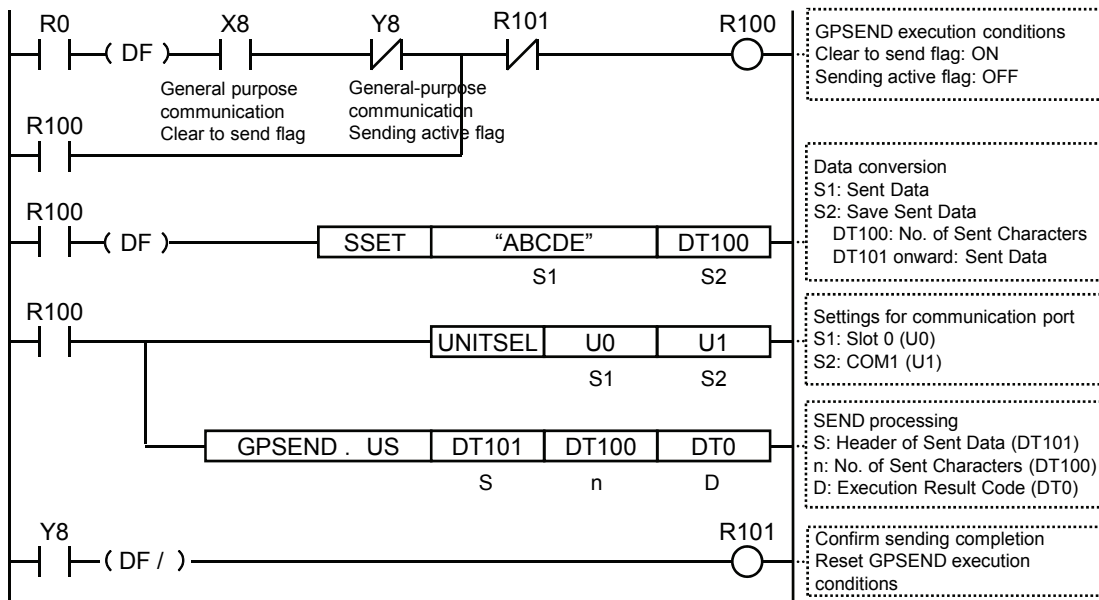 R0 X8 Y8 R101 R100
( DF )
General purpose
communication
Clear to send flag
General-purpose
communication
Sending active flag
GPSEND execution conditions
Clear to send flag: ON
Sending active flag: OFF
R100
R100
( DF ) SSET “ABCDE” DT100
S1 S2
Data conversion
S1: Sent Data
S2: Save Sent Data
DT100: No. of Sent Characters
DT101 onward: Sent Data
R100
UNITSEL U0 U1
S1 S2
Settings for communication port
S1: Slot 0 (U0)
S2: COM1 (U1)
GPSEND . US DT101 DT100 DT0
S n D
SEND processing
S: Header of Sent Data (DT101)
n: No. of Sent Characters (DT100)
D: Execution Result Code (DT0)
Y8 R101
( DF / )
Confirm sending completion
Reset GPSEND execution
conditions